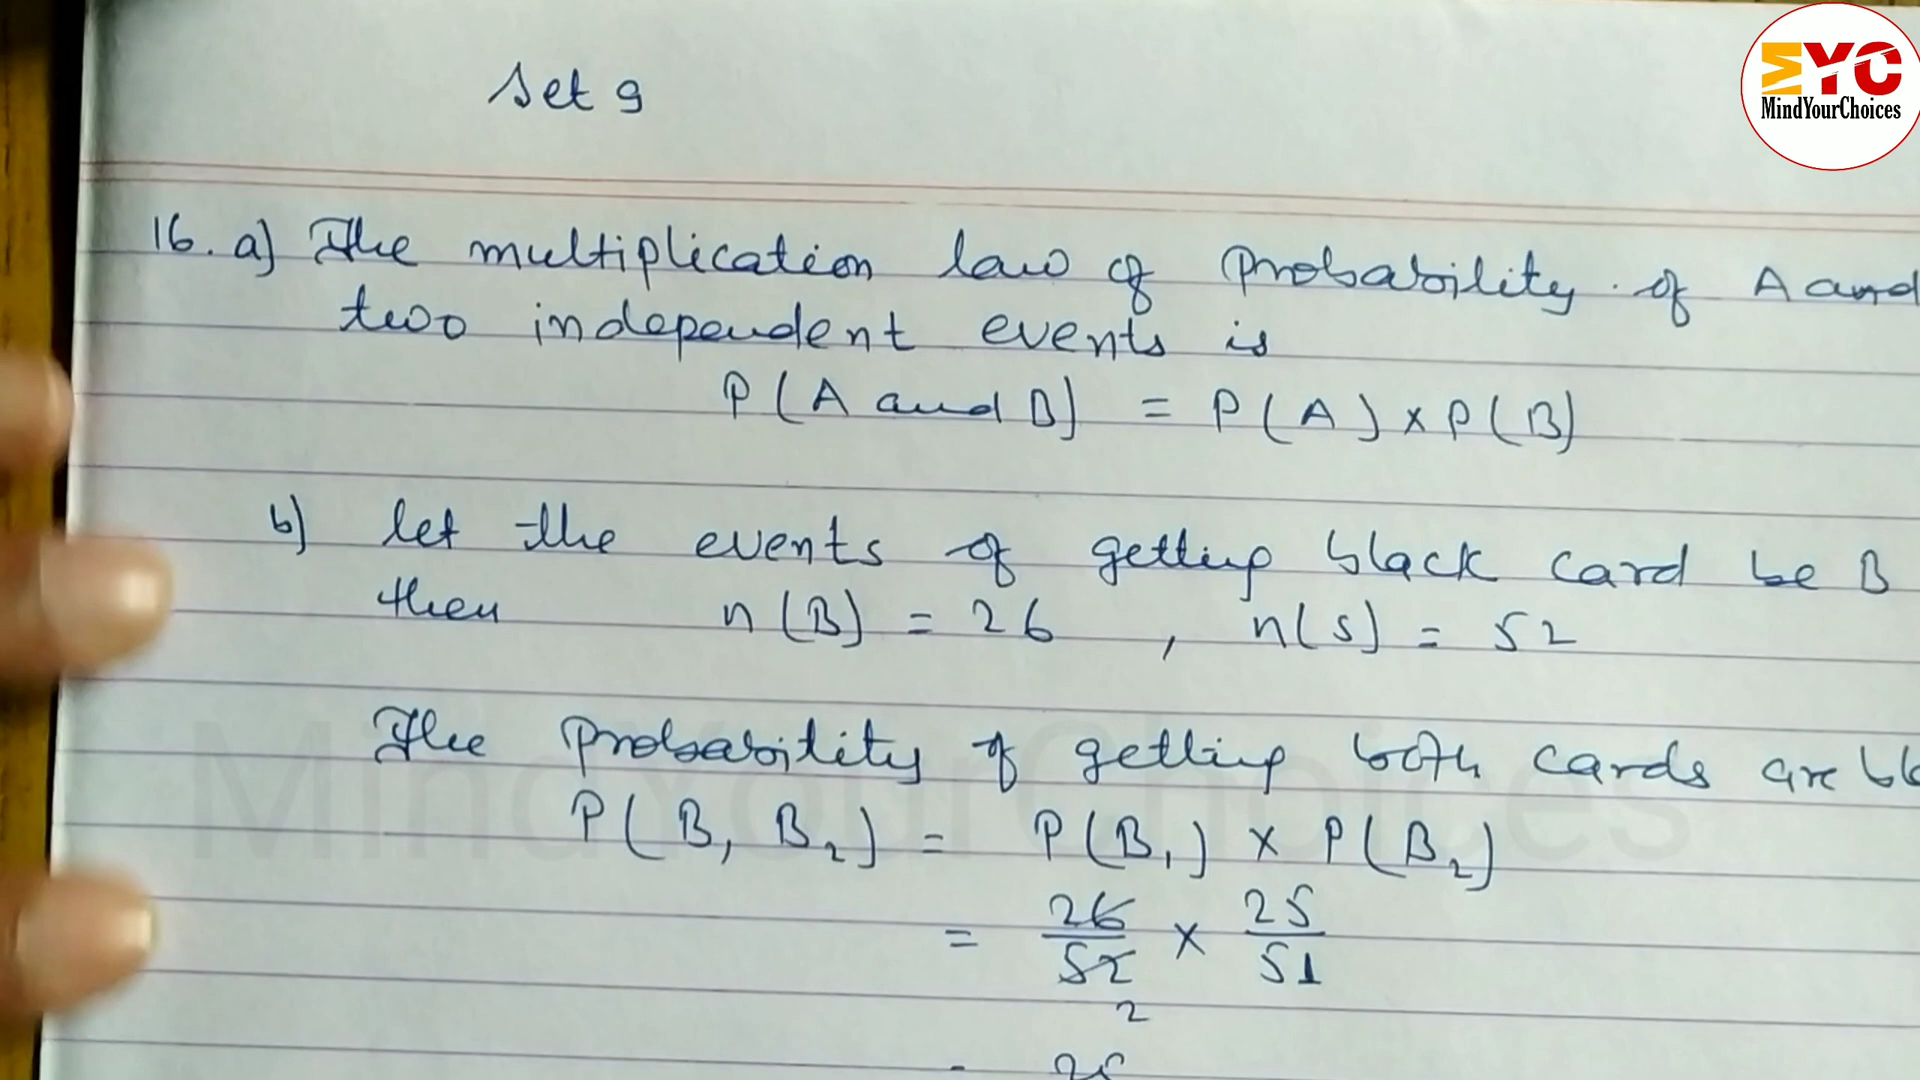 MYC
MindYourChoices
Set 9
16. a) The multiplication law of probability of A and
two independent events is
P(A and B) = P(A) x P(B)
b) let the events of getting black card be B
then n(B) = 26 , n(s) = 52
The probability of getting both cards are
P(B, B₂) = P(B₁) x P(B₂)
= 26/52 x 25/51
2
= 25
MindYourChoices